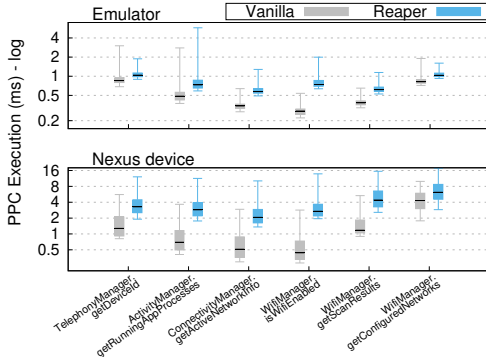 Emulator
Vanilla
Reaper
4
2
1
0.5
0.2
PPC Execution (ms) - log
Nexus device
16
8
4
2
1
0.5
TelephonyManager.
getDeviceId
ActivityManager.
getRunningAppProcesses
ConnectivityManager.
getActiveNetworkInfo
WifiManager.
isWifiEnabled
WifiManager.
getScanResults
WifiManager.
getConfiguredNetworks